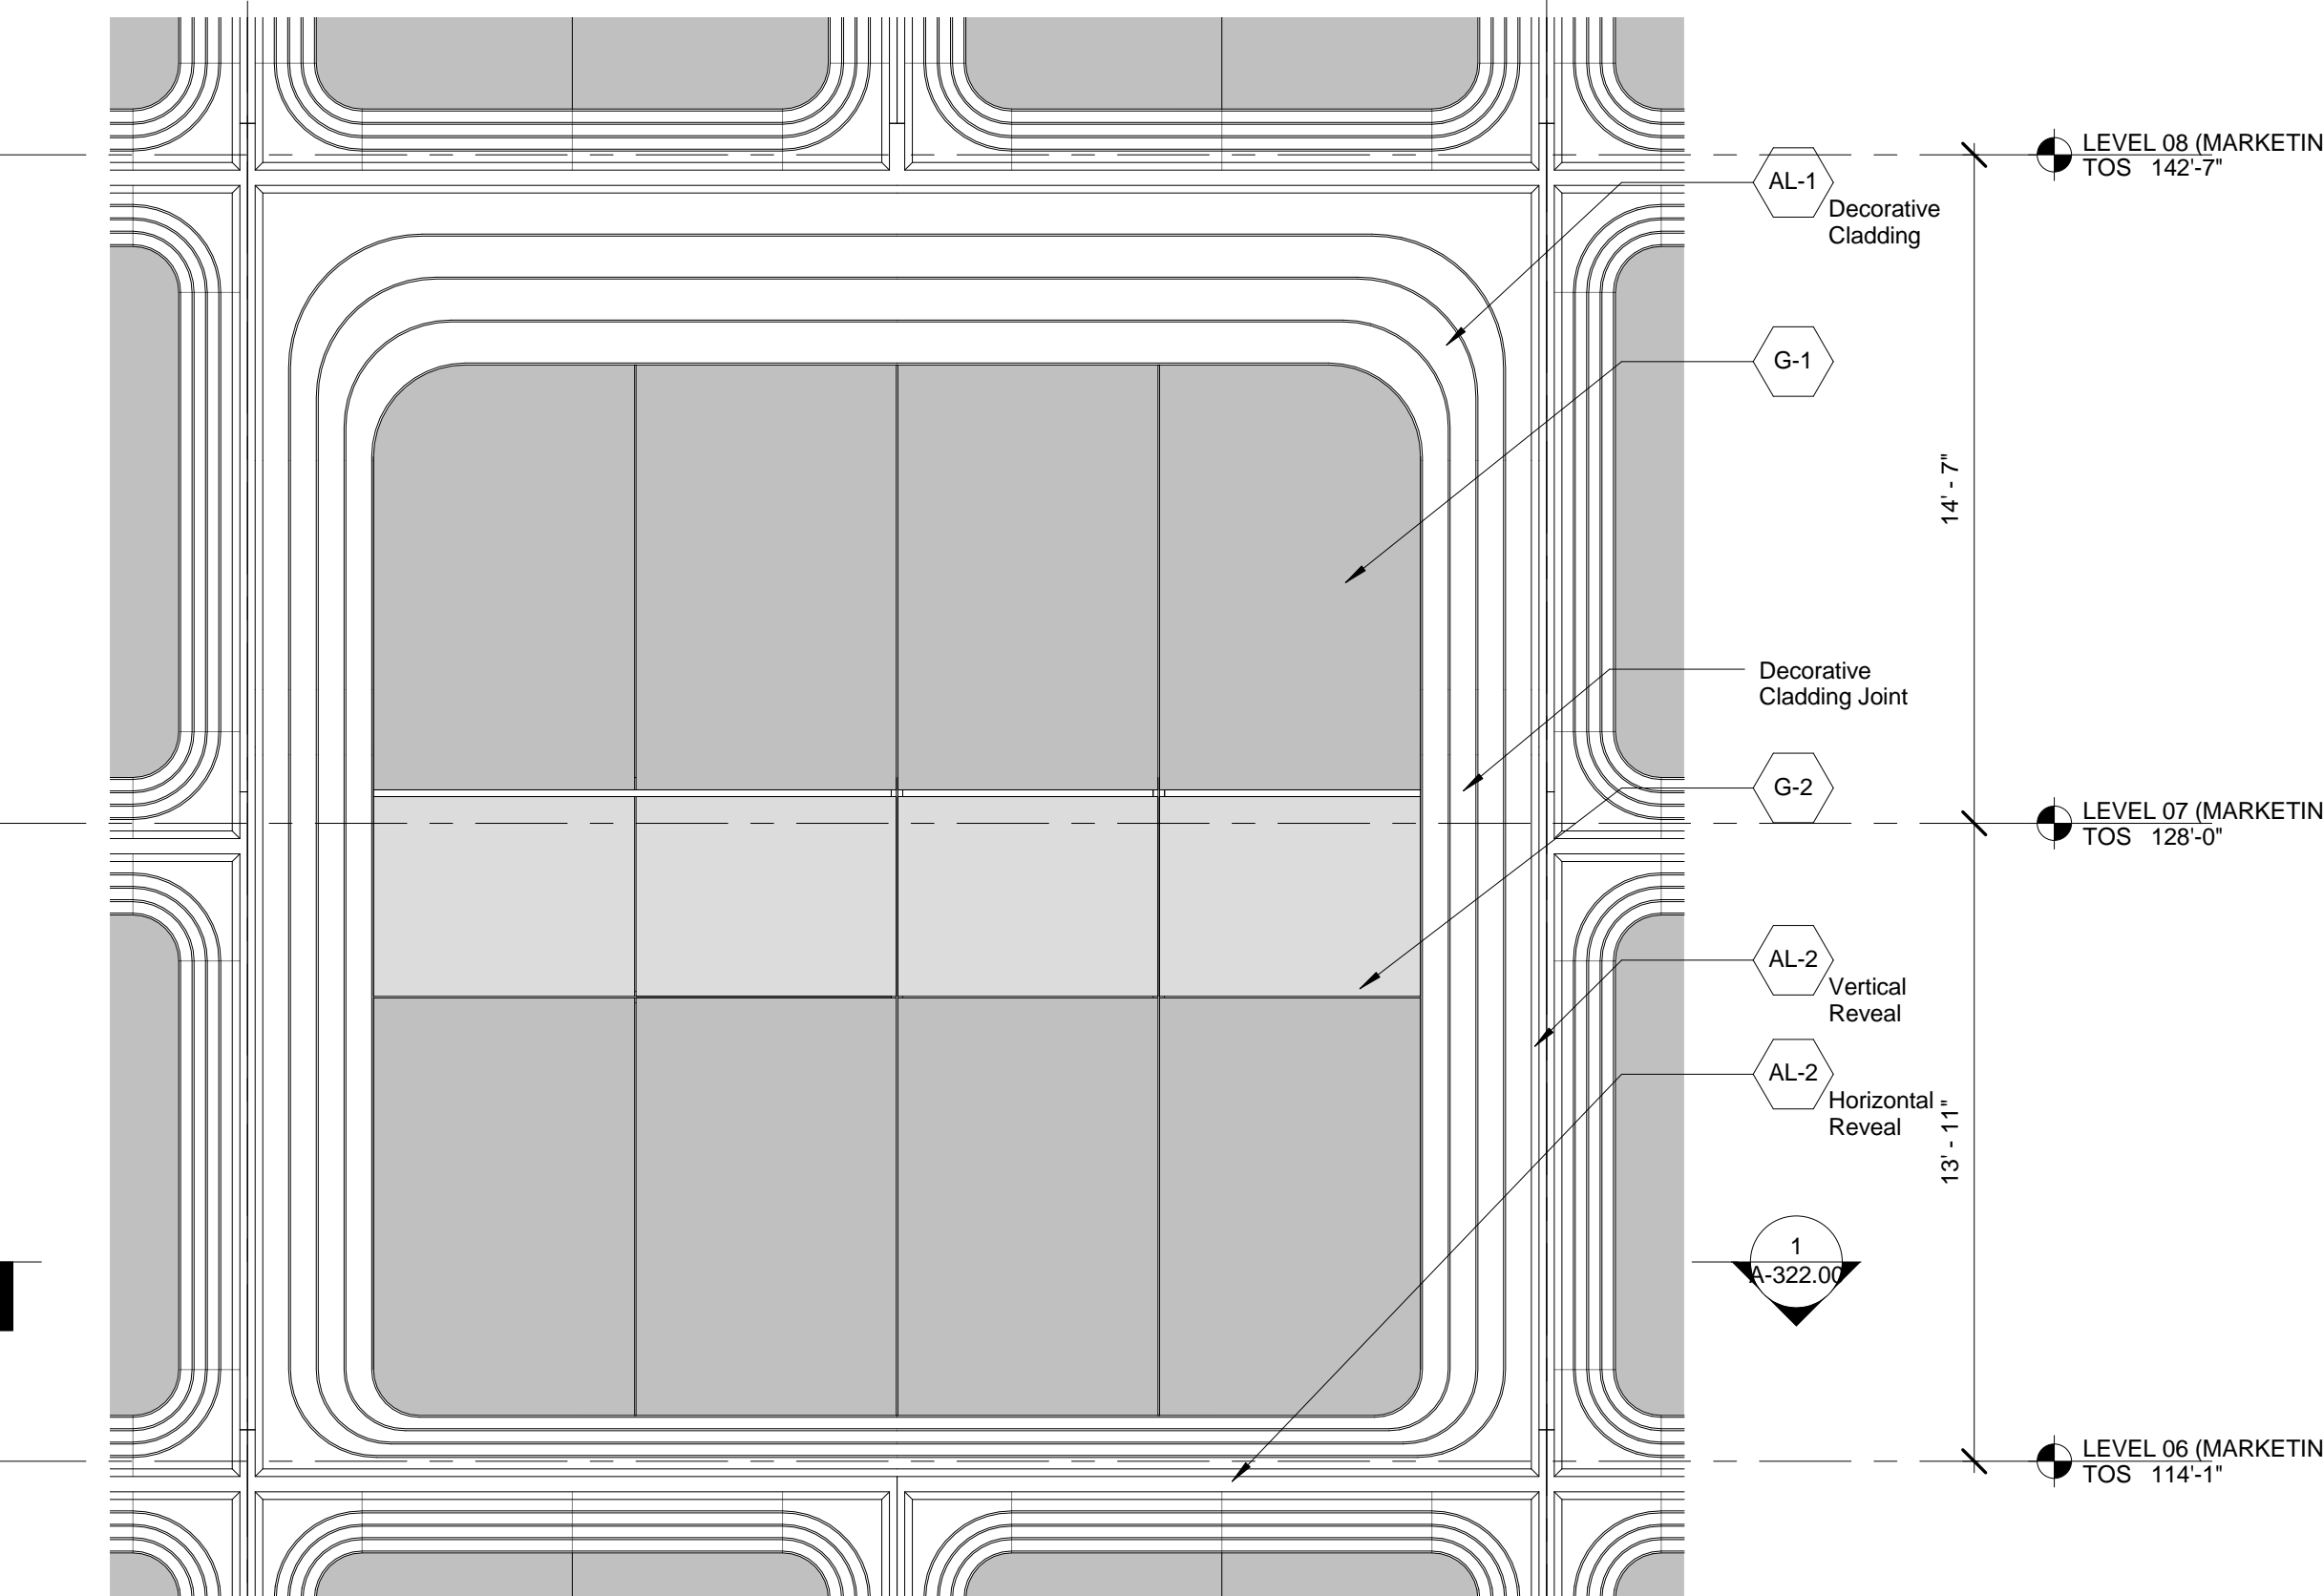 LEVEL 08 (MARKETIN
TOS 142'-7"
AL-1
Decorative
Cladding
G-1
14' - 7"
Decorative
Cladding Joint
G-2
LEVEL 07 (MARKETIN
TOS 128'-0"
AL-2
Vertical
Reveal
AL-2
Horizontal
Reveal
13' - 11"
1
A-322.00
LEVEL 06 (MARKETIN
TOS 114'-1"